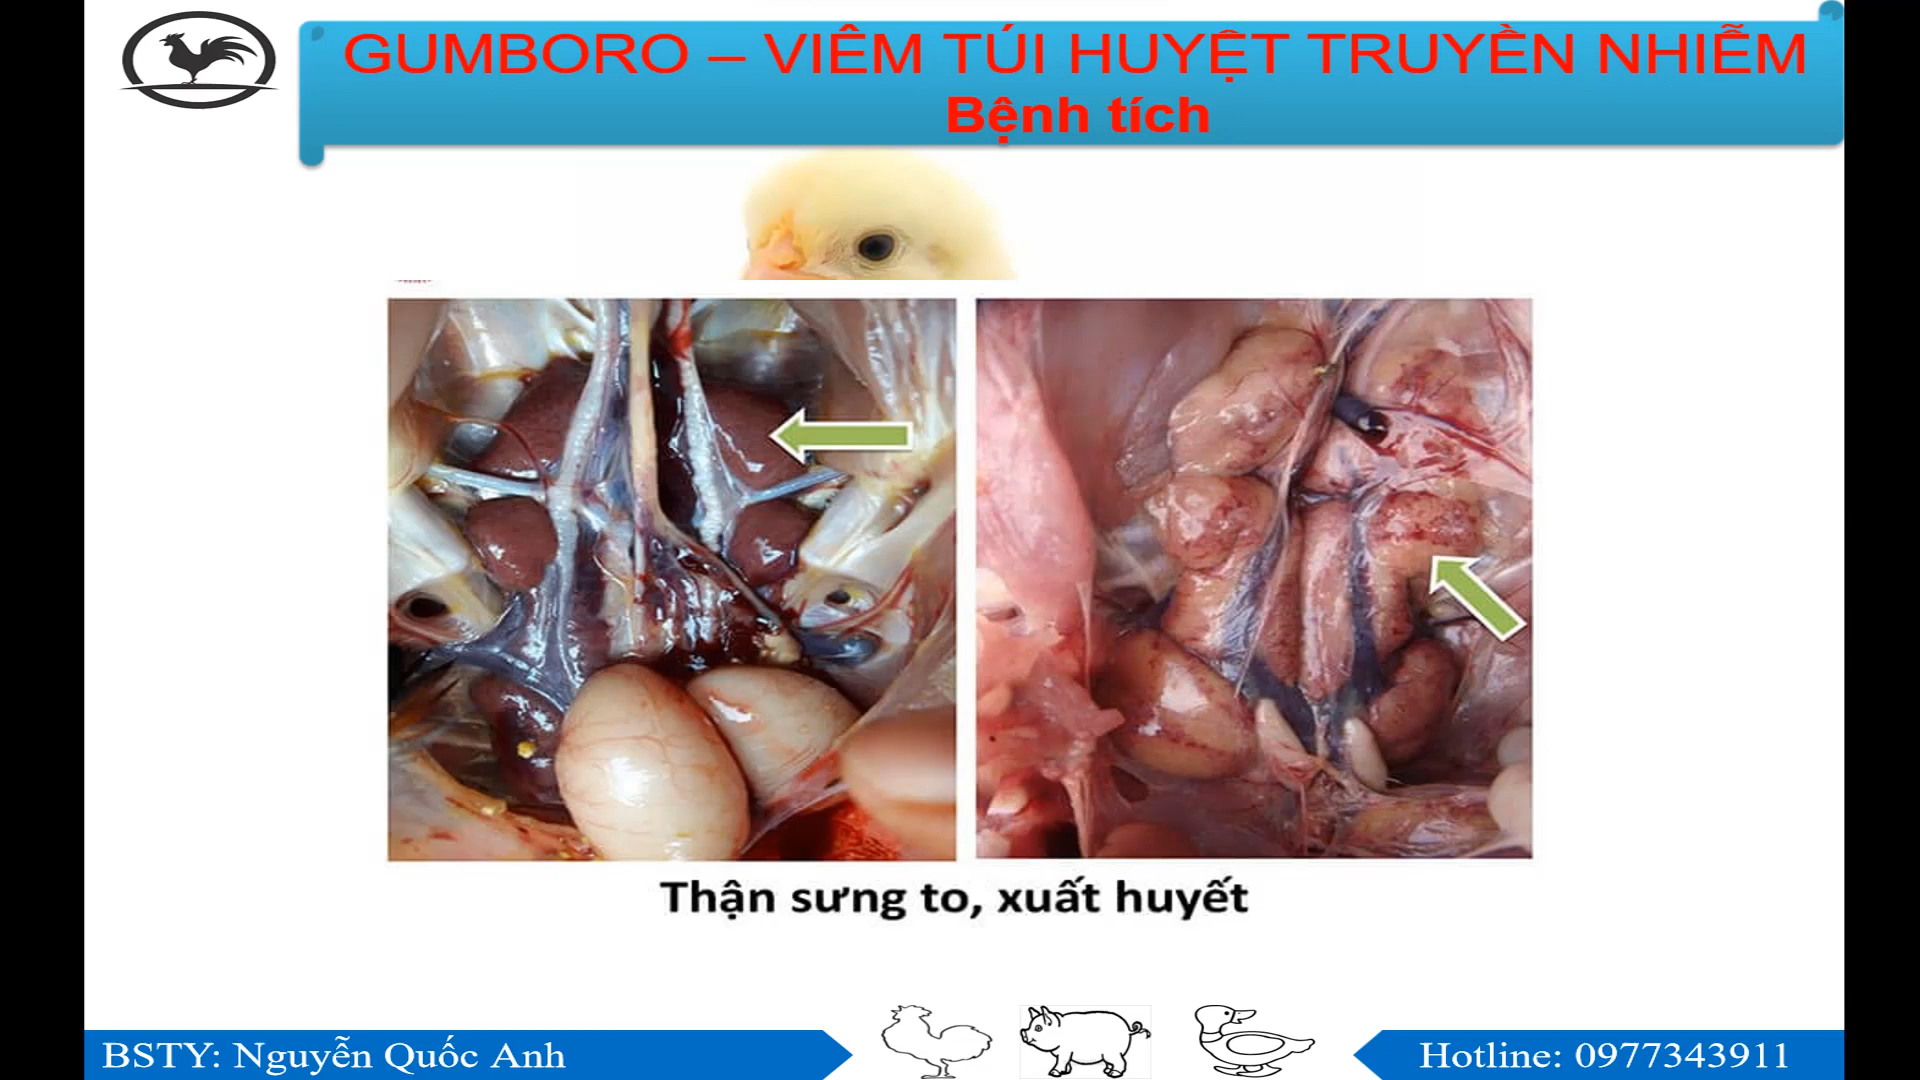 GUMBORO – VIÊM TÚI HUYỆT TRUYỀN NHIỄM
Bệnh tích
Thận sưng to, xuất huyết
BSTY: Nguyễn Quốc Anh
Hotline: 0977343911